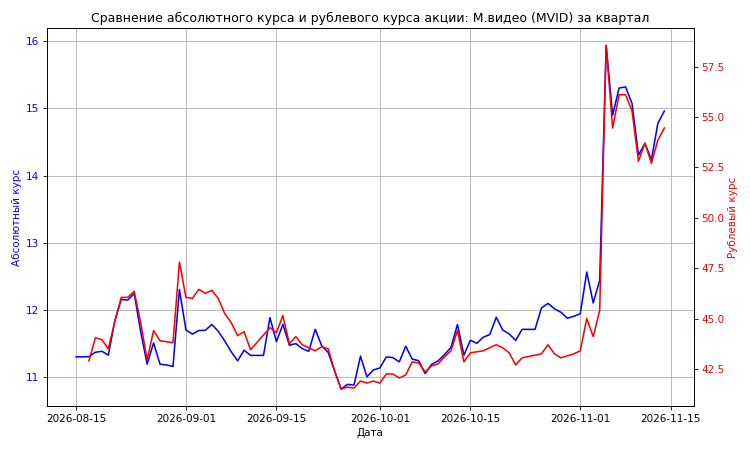 Сравнение абсолютного курса и рублевого курса акции: М.видео (MVID) за квартал
16
15
14
13
12
11
Абсолютный курс
57.5
55.0
52.5
50.0
47.5
45.0
42.5
Рублевый курс
2026-08-15 2026-09-01 2026-09-15 2026-10-01 2026-10-15 2026-11-01 2026-11-15
Дата